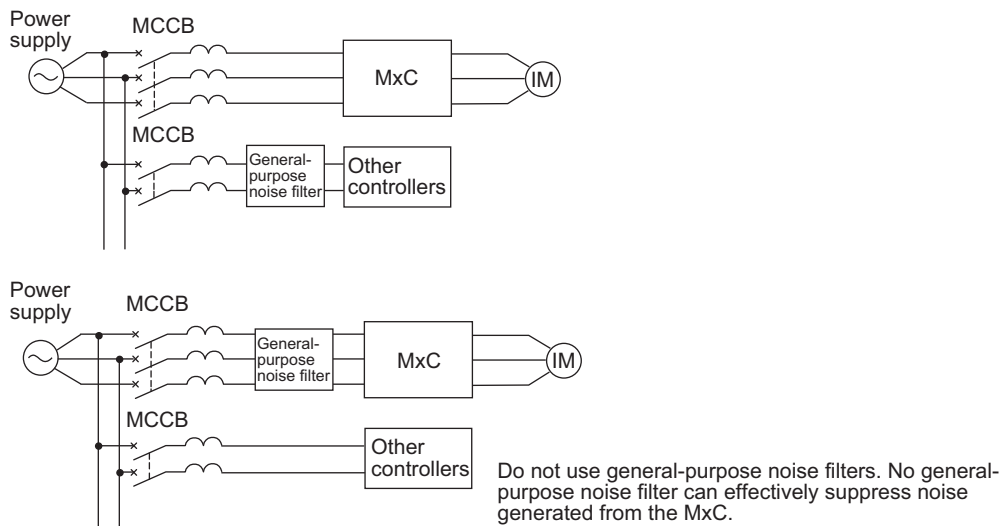 Power
supply
MCCB
MxC
IM
MCCB
General-
purpose
noise filter
Other
controllers
Power
supply
MCCB
General-
purpose
noise filter
MxC
IM
MCCB
Other
controllers
Do not use general-purpose noise filters. No general-
purpose noise filter can effectively suppress noise
generated from the MxC.